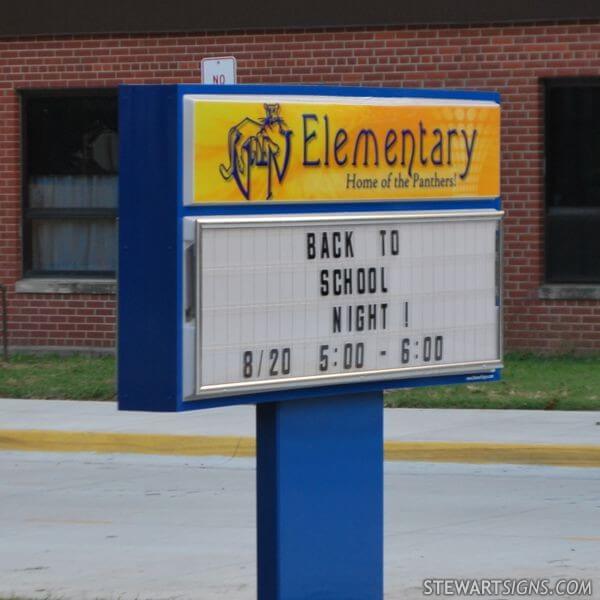 NO
Elementary
Home of the Panthers!
BACK TO
SCHOOL
NIGHT !
8/20 5:00 - 6:00
STEWARTSIGNS.COM